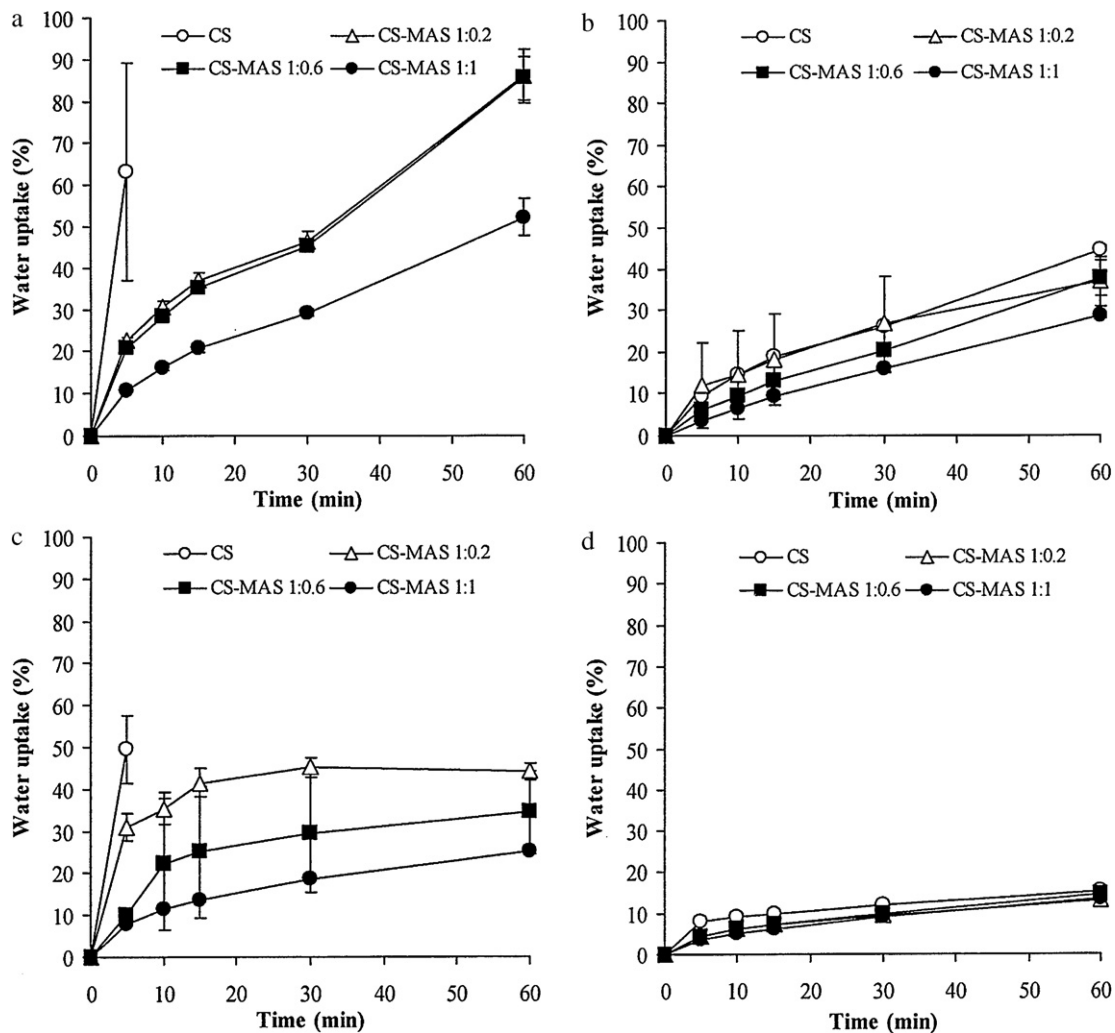 a
CS
CS-MAS 1:0.2
CS-MAS 1:0.6
CS-MAS 1:1
Water uptake (%)
100
90
80
70
60
50
40
30
20
10
0
0 10 20 30 40 50 60
Time (min)
b
CS
CS-MAS 1:0.2
CS-MAS 1:0.6
CS-MAS 1:1
Water uptake (%)
100
90
80
70
60
50
40
30
20
10
0
0 10 20 30 40 50 60
Time (min)
c
CS
CS-MAS 1:0.2
CS-MAS 1:0.6
CS-MAS 1:1
Water uptake (%)
100
90
80
70
60
50
40
30
20
10
0
0 10 20 30 40 50 60
Time (min)
d
CS
CS-MAS 1:0.2
CS-MAS 1:0.6
CS-MAS 1:1
Water uptake (%)
100
90
80
70
60
50
40
30
20
10
0
0 10 20 30 40 50 60
Time (min)